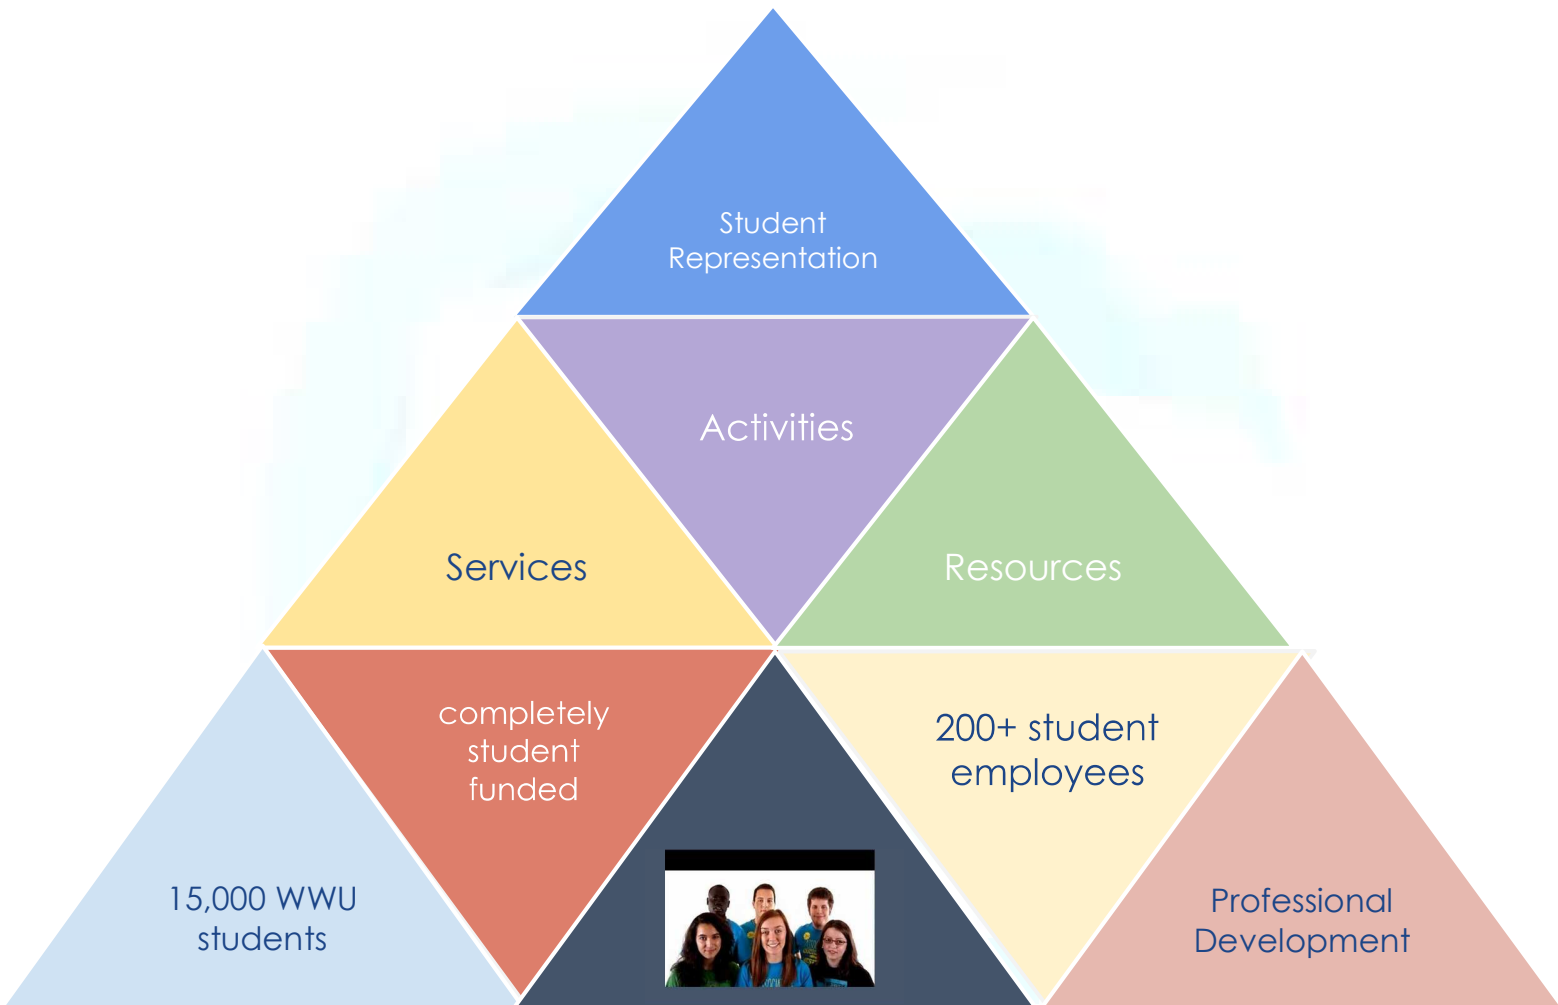 Student
Representation
Activities
Services
Resources
completely
student
funded
200+ student
employees
15,000 WWU
students
Professional
Development